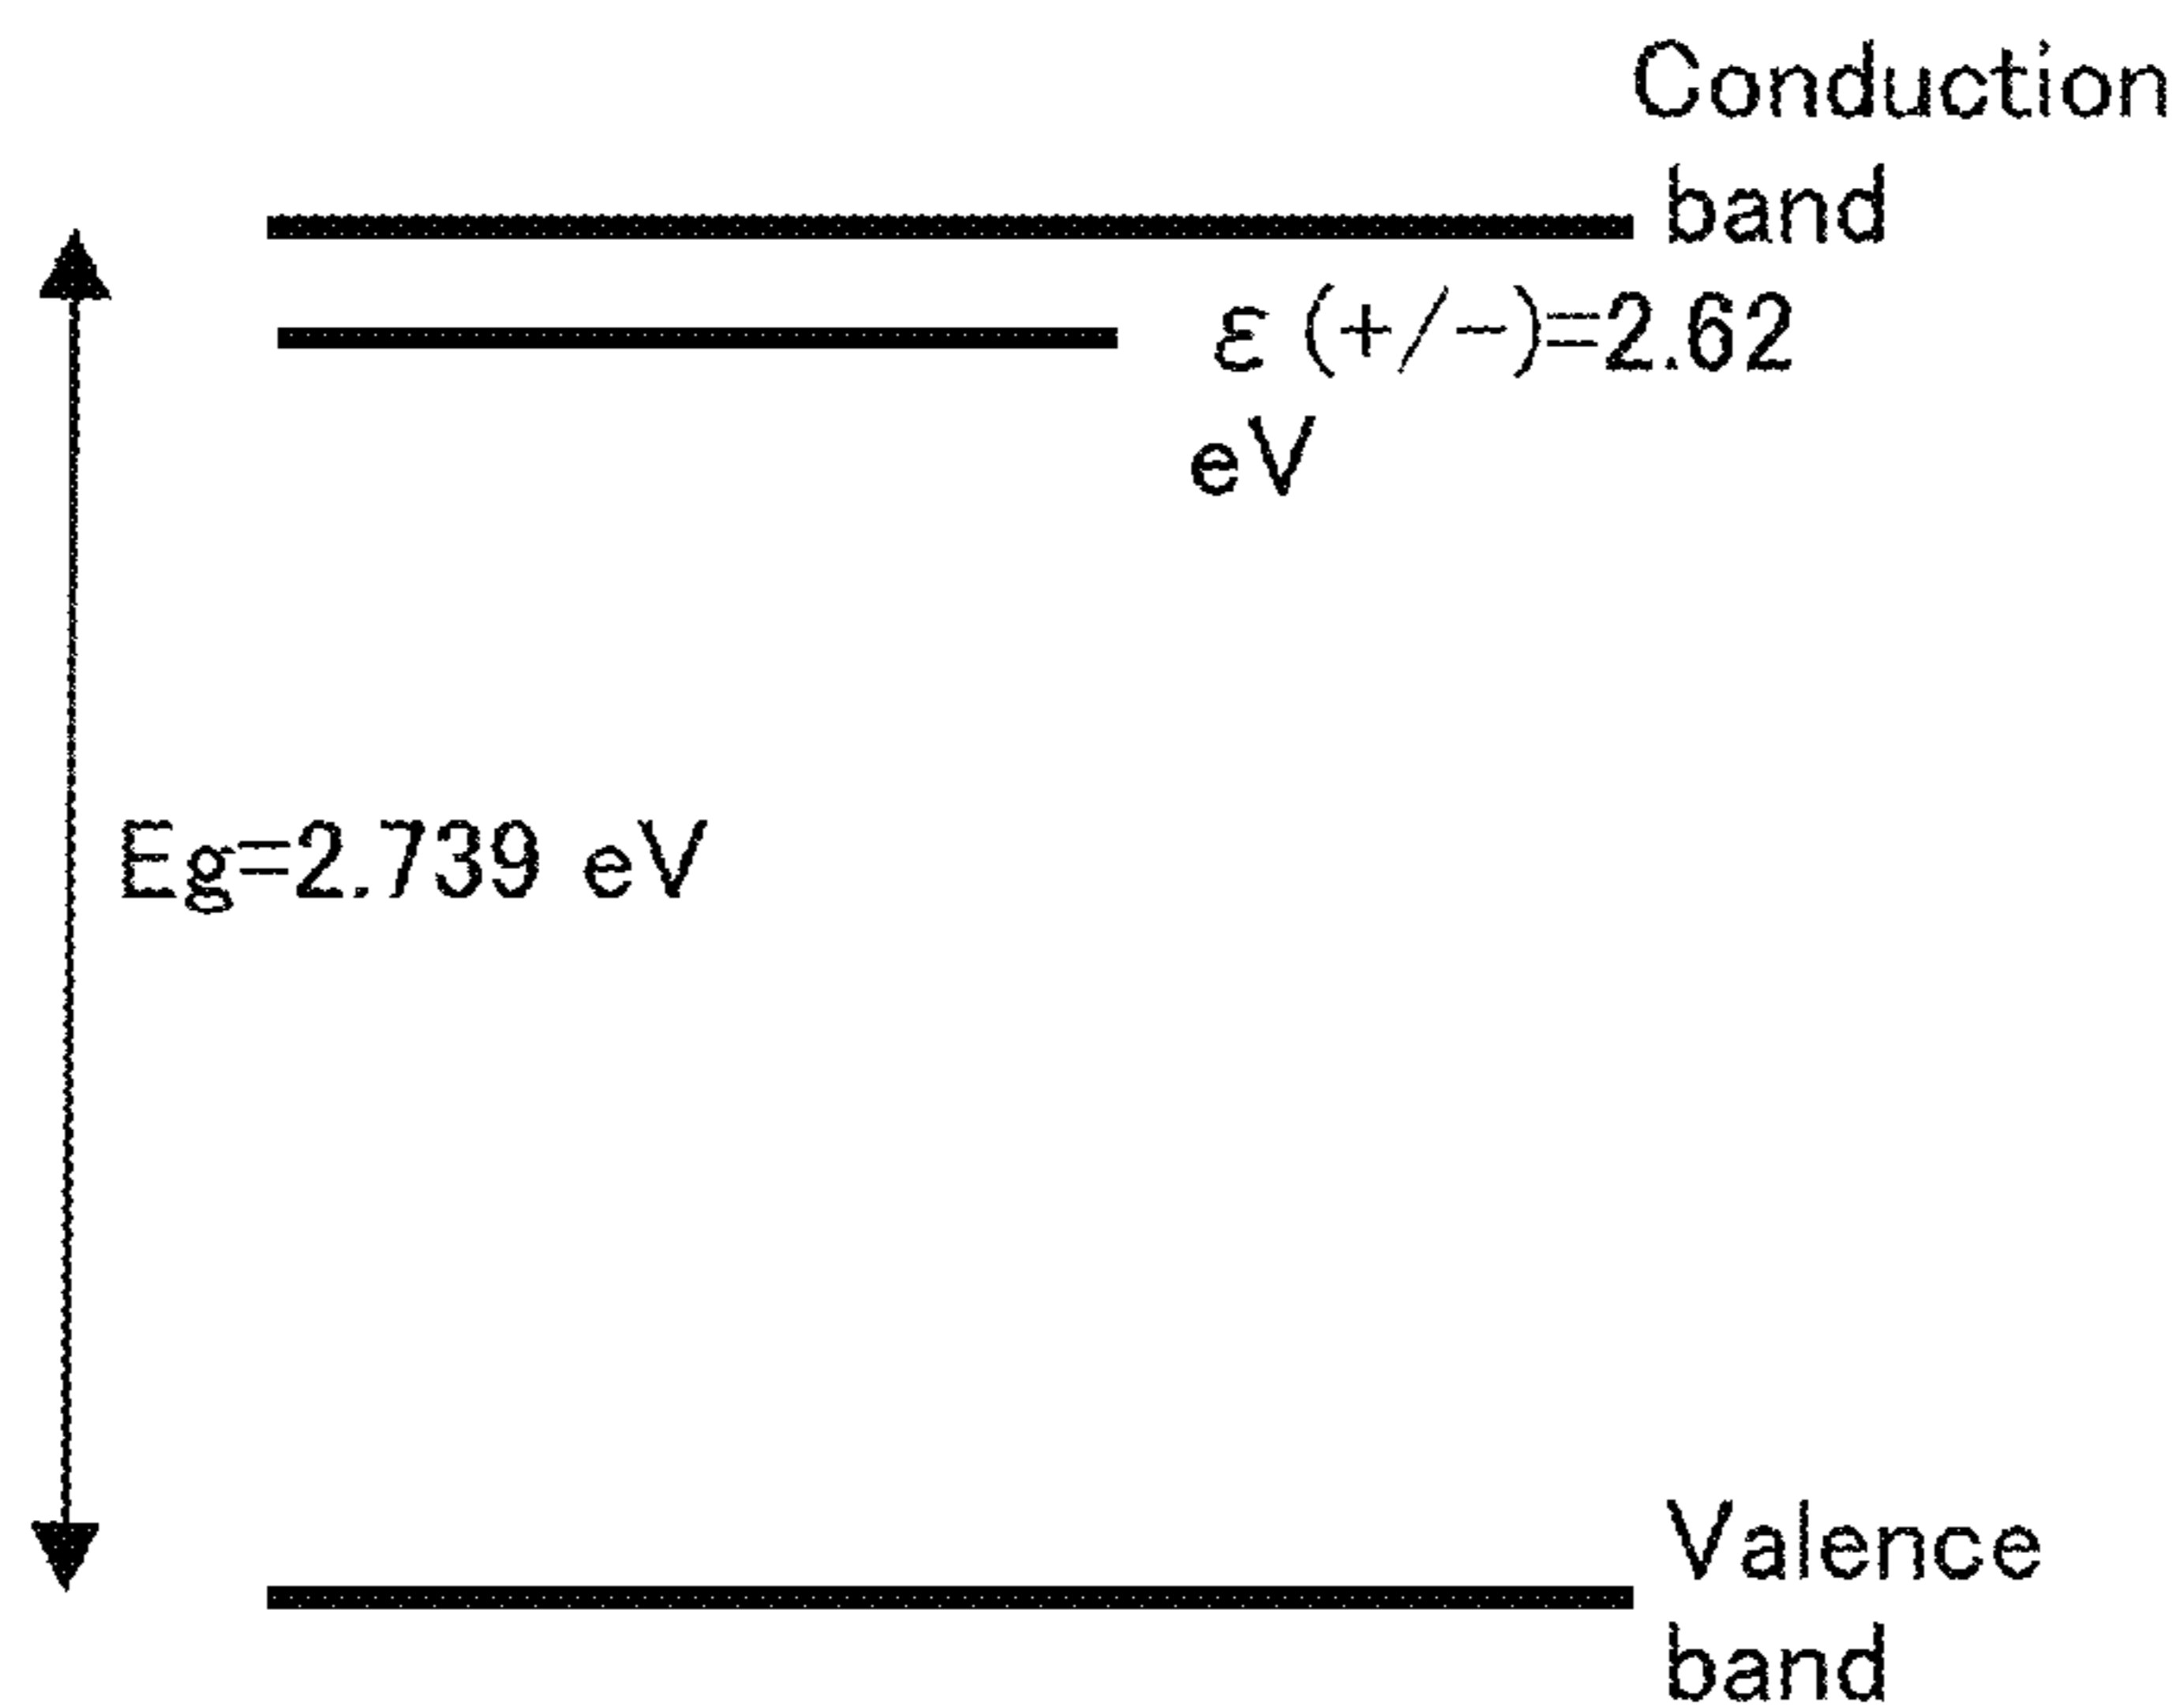 Conduction
band
ε(+/-)=2.62
eV
Eg=2.739 eV
Valence
band